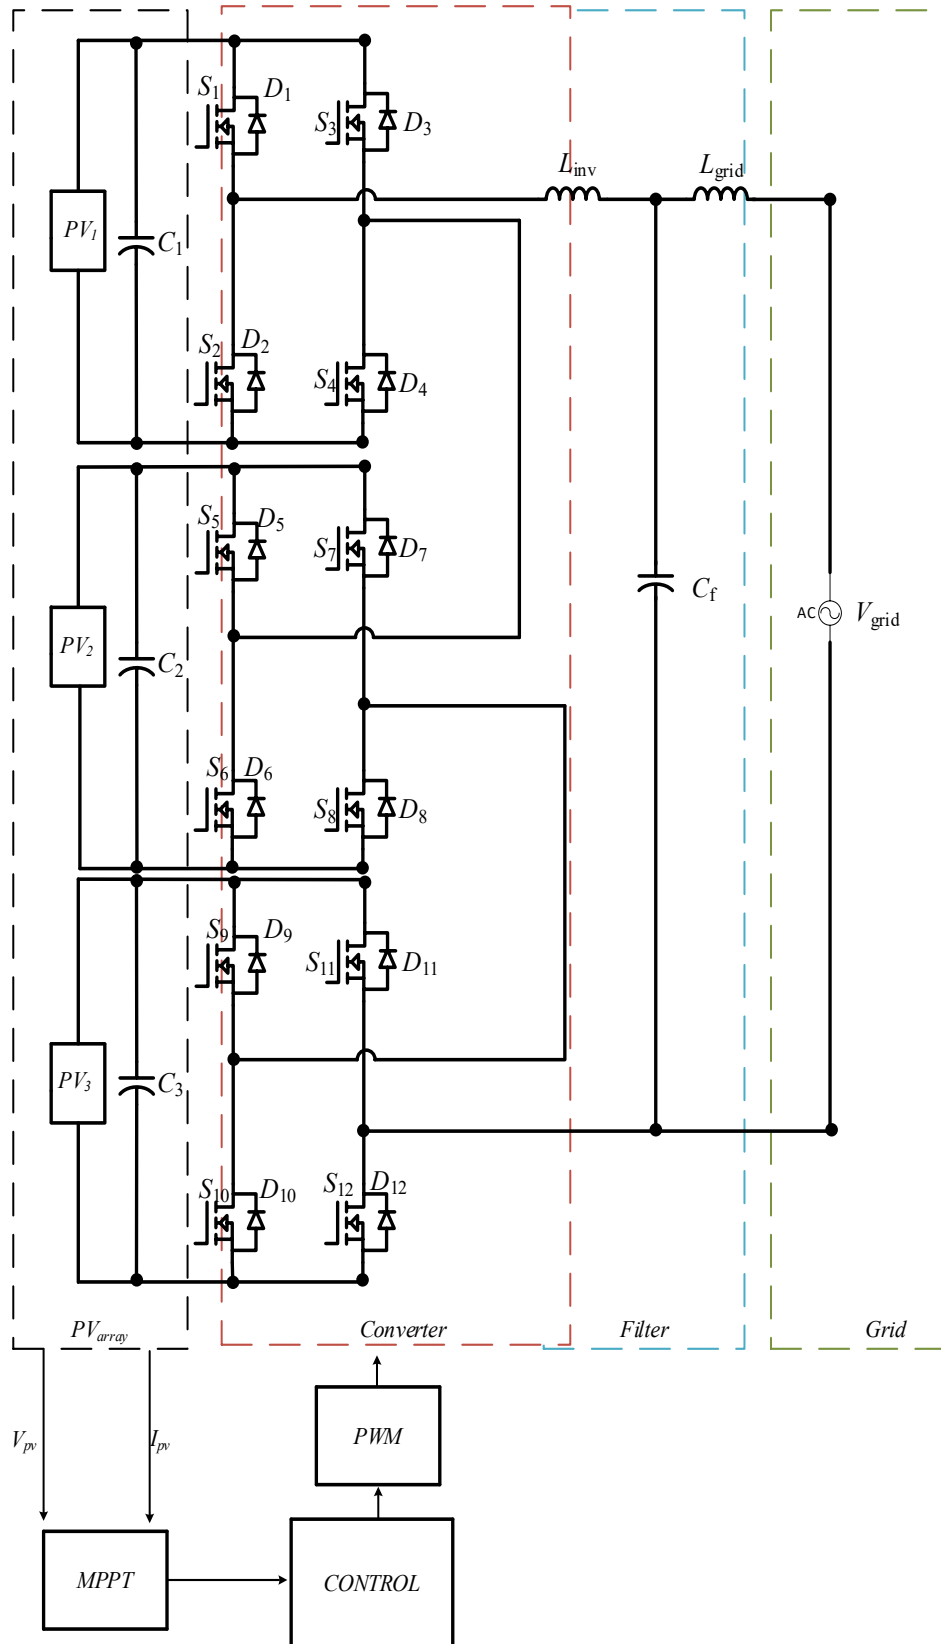 S1 D1
S3 D3
Linv Lgrid
PV1 C1
S2 D2
S4 D4
S5 D5
S7 D7
Cf
AC Vgrid
PV2 C2
S6 D6
S8 D8
S9 D9
S11 D11
PV3 C3
S10 D10
S12 D12
PVarray Converter Filter Grid
Vpv Ipv
PWM
MPPT
CONTROL